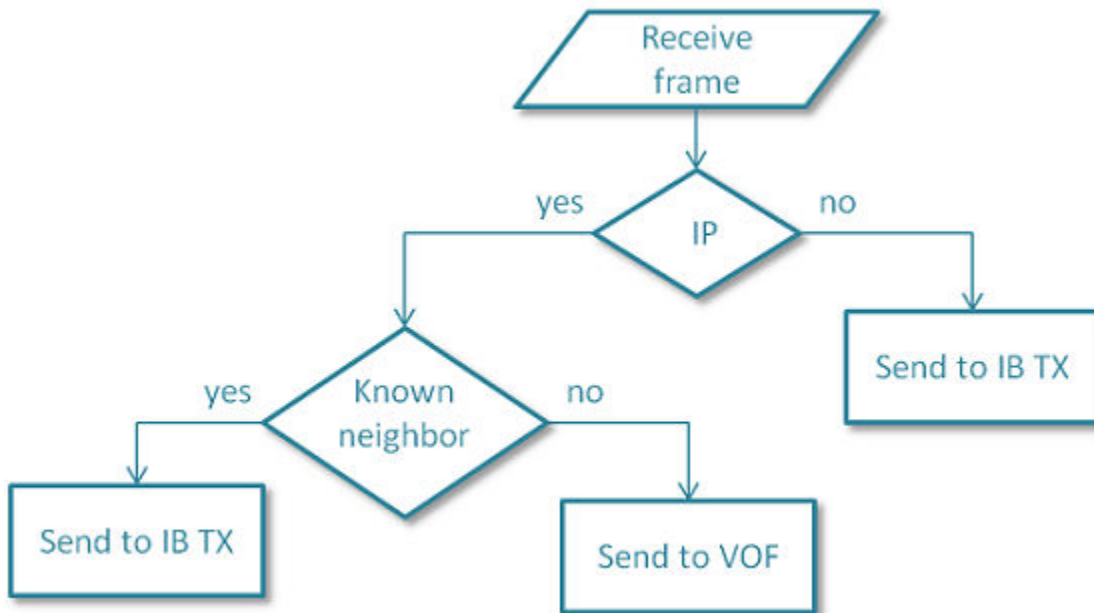 Receive
frame
yes
no
IP
Send to IB TX
yes
Known
neighbor
no
Send to IB TX
Send to VOF